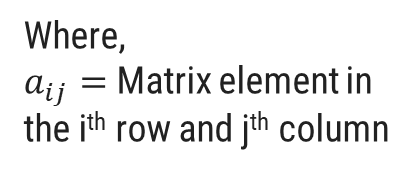 Where,
aᵢⱼ = Matrix element in
the iᵗʰ row and jᵗʰ column